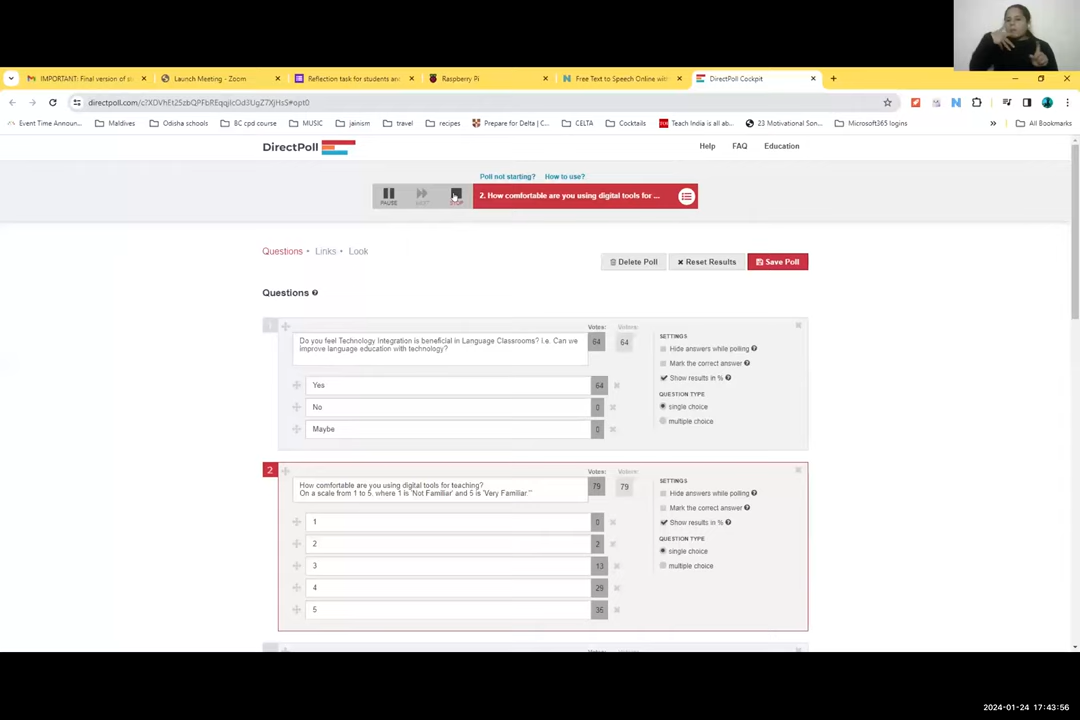 IMPORTANT: Final version of st
Launch Meeting - Zoom
Reflection task for students and
Raspberry Pi
Free Text to Speech Online with
DirectPoll Cockpit
directpoll.com/c?XDVhEt25zbQPFbREqqjlcOd3UgZ7XjHsS#opt0
Event Time Announ...
Maldives
Odisha schools
BC cpd course
MUSIC
jainism
travel
recipes
Prepare for Delta | C...
CELTA
Cocktails
Teach India is all ab...
23 Motivational Son...
Microsoft365 logins
»
All Bookmarks
DirectPoll
Help
FAQ
Education
Poll not starting?
How to use?
PAUSE
NEXT
STOP
2. How comfortable are you using digital tools for ...
Questions • Links • Look
Delete Poll
Reset Results
Save Poll
Questions
1
Votes:
Voters:
Do you feel Technology Integration is beneficial in Language Classrooms? i.e. Can we
improve language education with technology?
64
64
Yes
64
No
0
Maybe
0
SETTINGS
Hide answers while polling
Mark the correct answer
Show results in %
QUESTION TYPE
single choice
multiple choice
2
Votes:
Voters:
How comfortable are you using digital tools for teaching?
On a scale from 1 to 5, where 1 is 'Not Familiar' and 5 is 'Very Familiar'"
79
79
1
0
2
2
3
13
4
29
5
35
SETTINGS
Hide answers while polling
Mark the correct answer
Show results in %
QUESTION TYPE
single choice
multiple choice
Votes:
2024-01-24 17:43:56